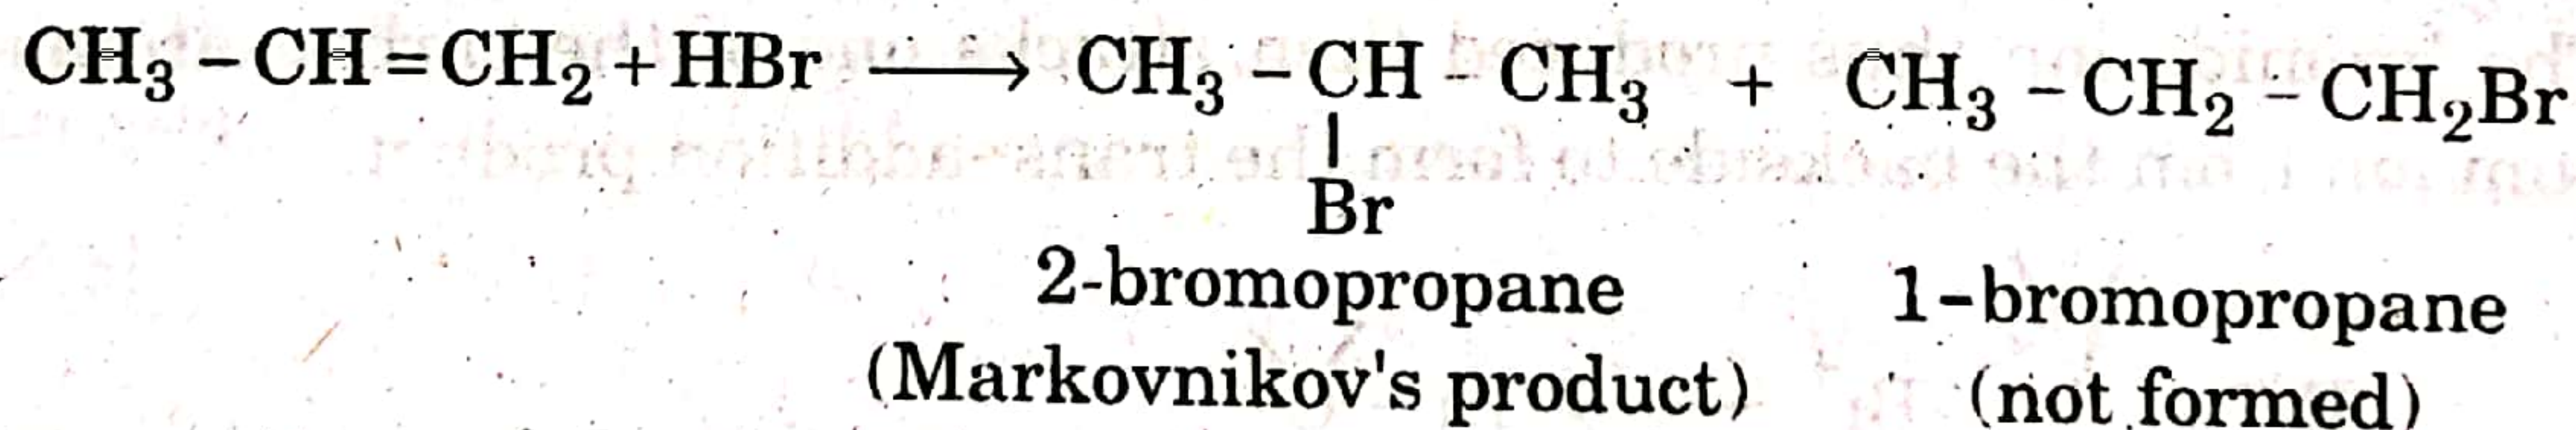 CH₃ – CH = CH₂ + HBr ⟶ CH₃ – CH – CH₃ + CH₃ – CH₂ – CH₂Br
|
Br
2-bromopropane 1-bromopropane
(Markovnikov's product) (not formed)